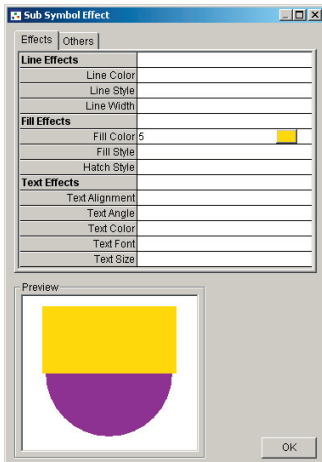 Sub Symbol Effect
Effects Others
Line Effects
Line Color
Line Style
Line Width
Fill Effects
Fill Color 5
Fill Style
Hatch Style
Text Effects
Text Alignment
Text Angle
Text Color
Text Font
Text Size
Preview
OK